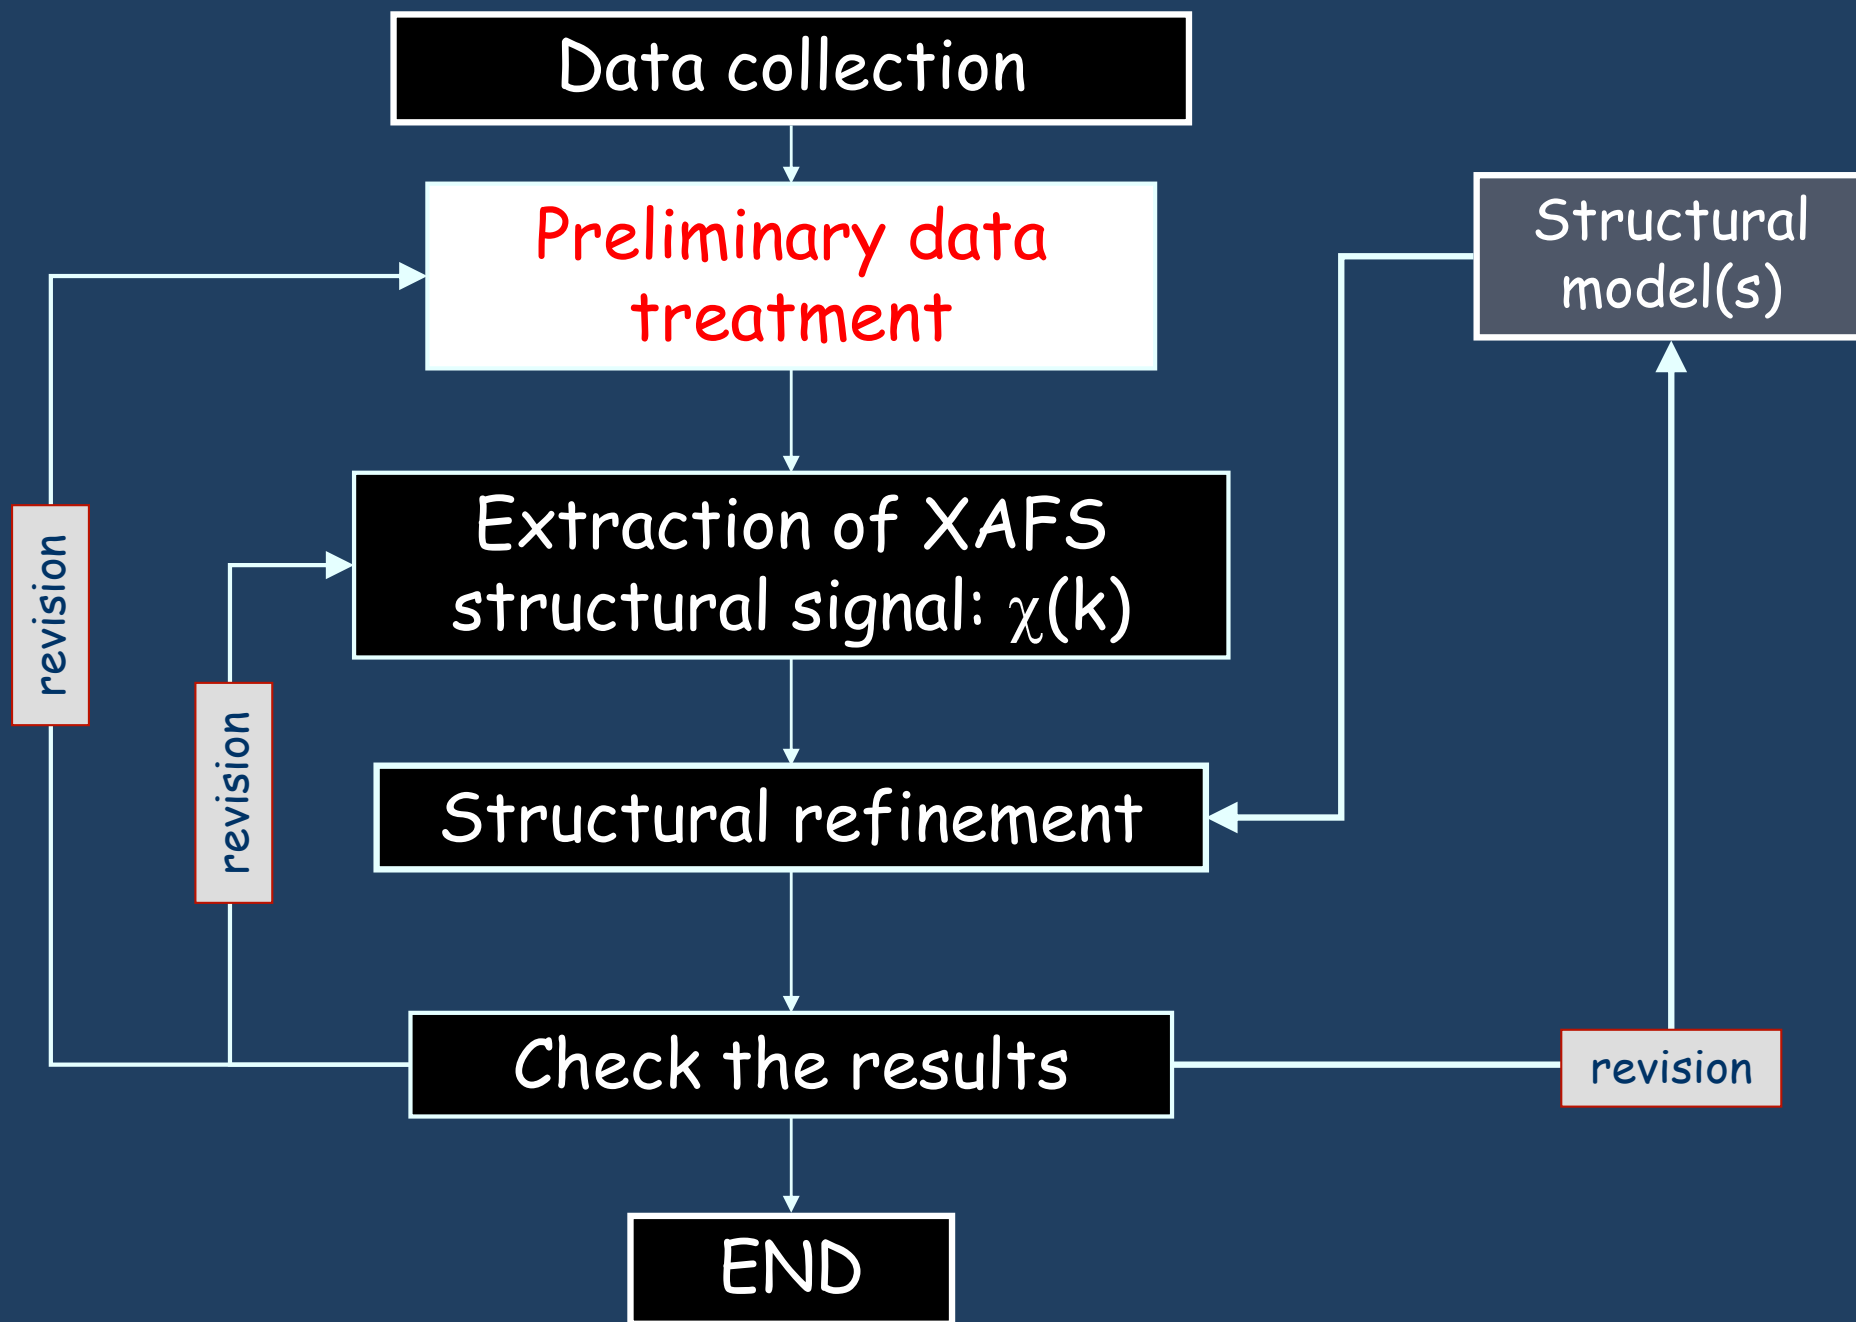 Data collection
Preliminary data
treatment
Structural
model(s)
Extraction of XAFS
structural signal: χ(k)
revision
revision
Structural refinement
Check the results
revision
END